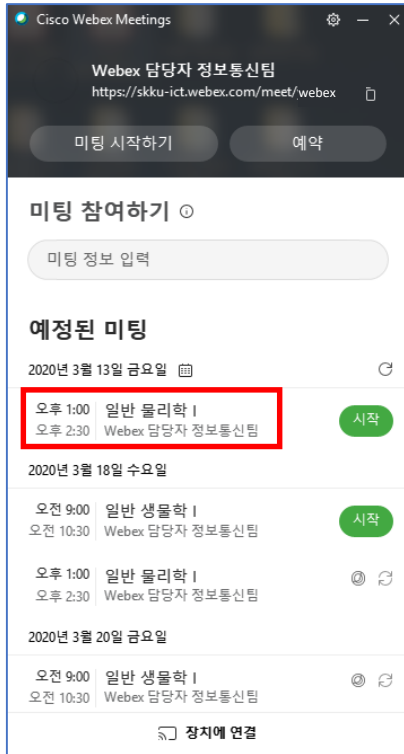 Cisco Webex Meetings
Webex 담당자 정보통신팀
https://skku-ict.webex.com/meet/webex
미팅 시작하기 예약
미팅 참여하기
미팅 정보 입력
예정된 미팅
2020년 3월 13일 금요일
오후 1:00 일반 물리학 I 시작
오후 2:30 Webex 담당자 정보통신팀
2020년 3월 18일 수요일
오전 9:00 일반 생물학 I 시작
오전 10:30 Webex 담당자 정보통신팀
오후 1:00 일반 물리학 I
오후 2:30 Webex 담당자 정보통신팀
2020년 3월 20일 금요일
오전 9:00 일반 생물학 I
오전 10:30 Webex 담당자 정보통신팀
장치에 연결